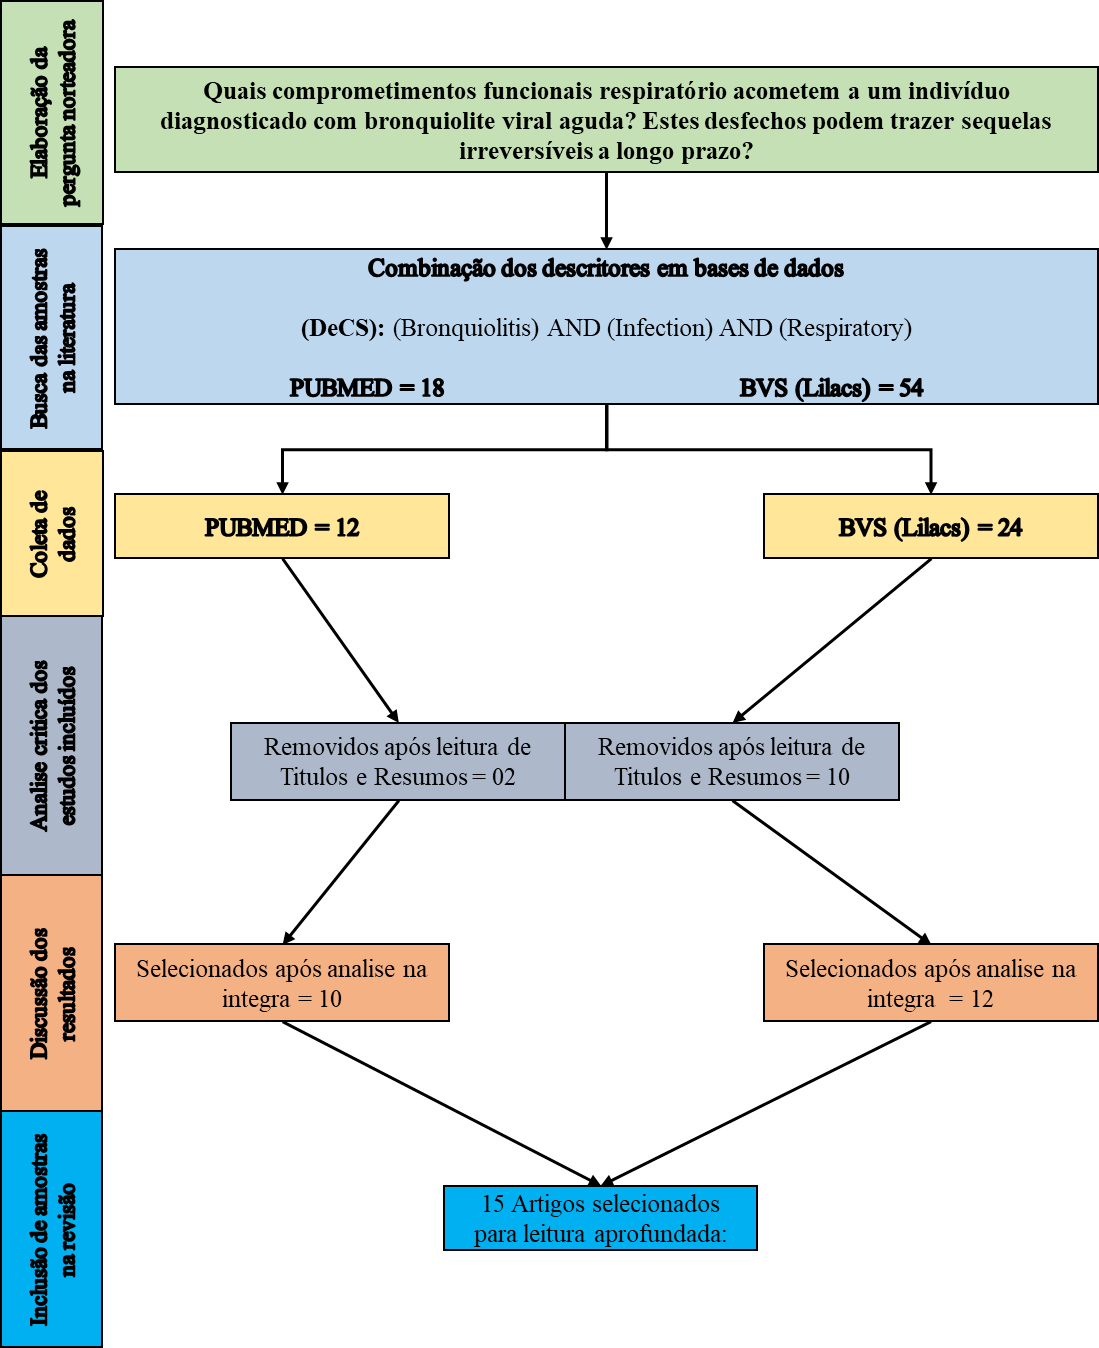 Elaboração da
pergunta norteadora
Quais comprometimentos funcionais respiratório acometem a um indivíduo
diagnosticado com bronquiolite viral aguda? Estes desfechos podem trazer sequelas
irreversíveis a longo prazo?
Busca das amostras
na literatura
Combinação dos descritores em bases de dados
(DeCS): (Bronquiolitis) AND (Infection) AND (Respiratory)
PUBMED = 18
BVS (Lilacs) = 54
Coleta de
dados
PUBMED = 12
BVS (Lilacs) = 24
Analise critica dos
estudos incluídos
Removidos após leitura de
Titulos e Resumos = 02
Removidos após leitura de
Titulos e Resumos = 10
Discussão dos
resultados
Selecionados após analise na
integra = 10
Selecionados após analise na
integra = 12
Inclusão de amostras
na revisão
15 Artigos selecionados
para leitura aprofundada: